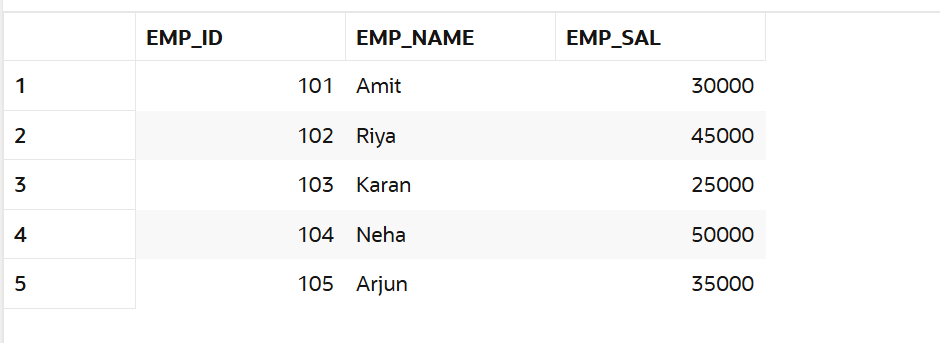 EMP_ID EMP_NAME EMP_SAL
1 101 Amit 30000
2 102 Riya 45000
3 103 Karan 25000
4 104 Neha 50000
5 105 Arjun 35000